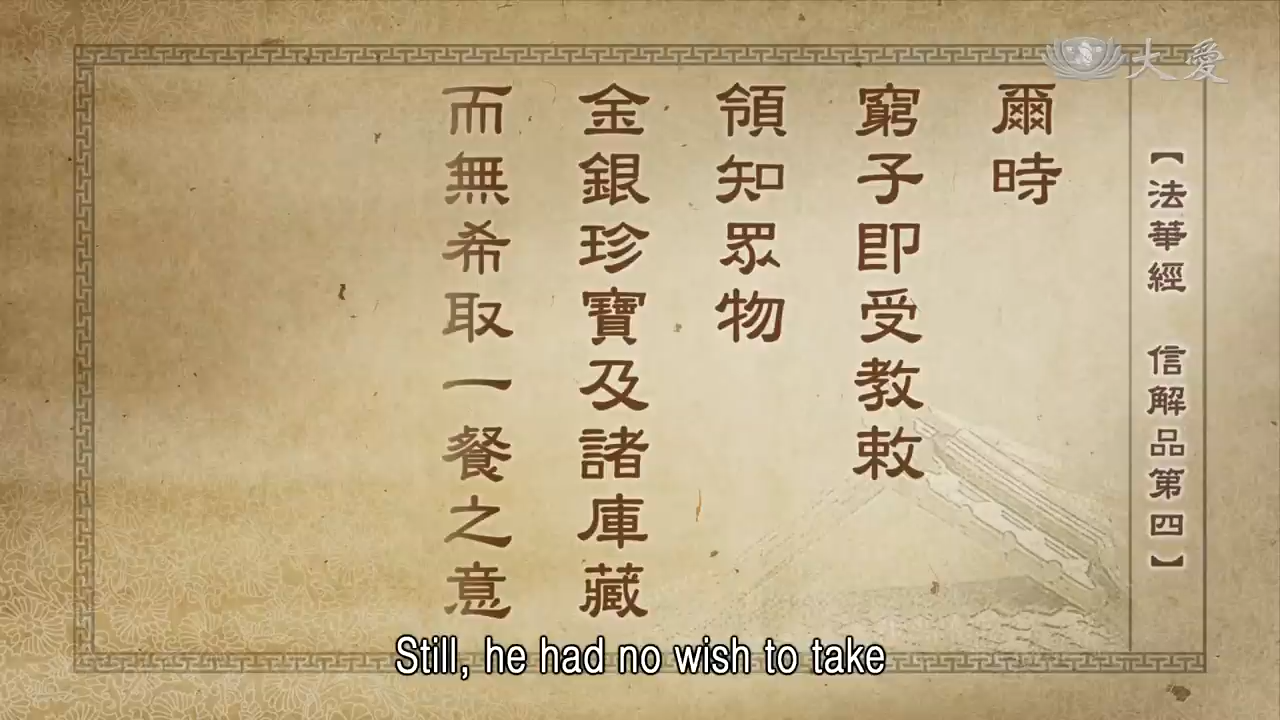 大愛
【法華經 信解品第四】
爾時
窮子即受教敕
領知眾物
金銀珍寶及諸庫藏
而無希取一餐之意
Still, he had no wish to take